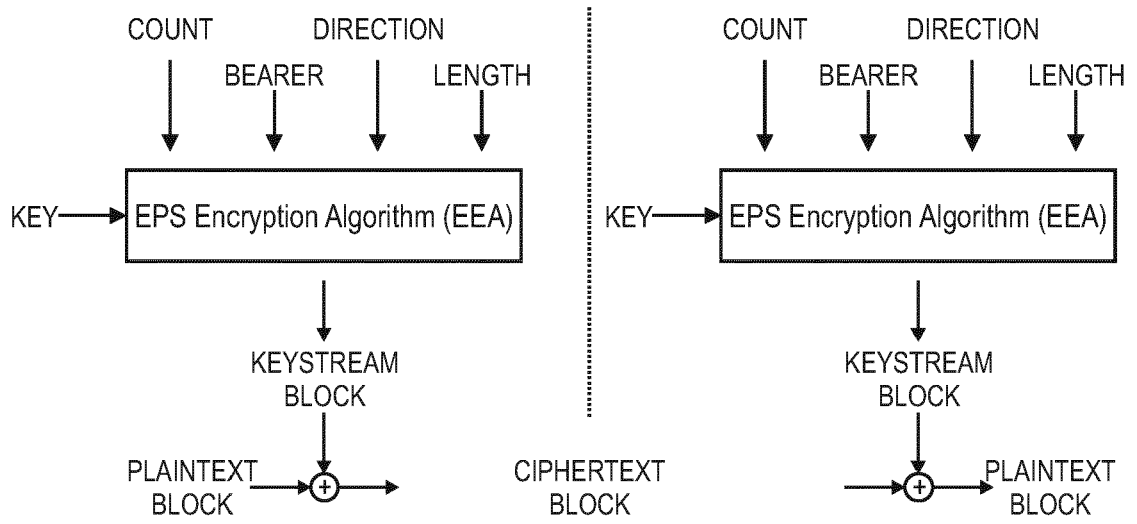 COUNT DIRECTION
BEARER LENGTH
KEY EPS Encryption Algorithm (EEA)
KEYSTREAM
BLOCK
PLAINTEXT
BLOCK
CIPHERTEXT
BLOCK
COUNT DIRECTION
BEARER LENGTH
KEY EPS Encryption Algorithm (EEA)
KEYSTREAM
BLOCK
PLAINTEXT
BLOCK